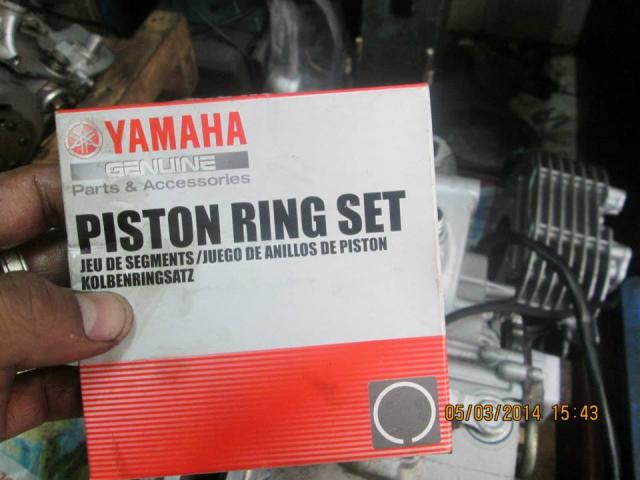 YAMAHA
GENUINE
Parts & Accessories
PISTON RING SET
JEU DE SEGMENTS/JUEGO DE ANILLOS DE PISTON
KOLBENRINGSATZ
05/03/2014 15:43